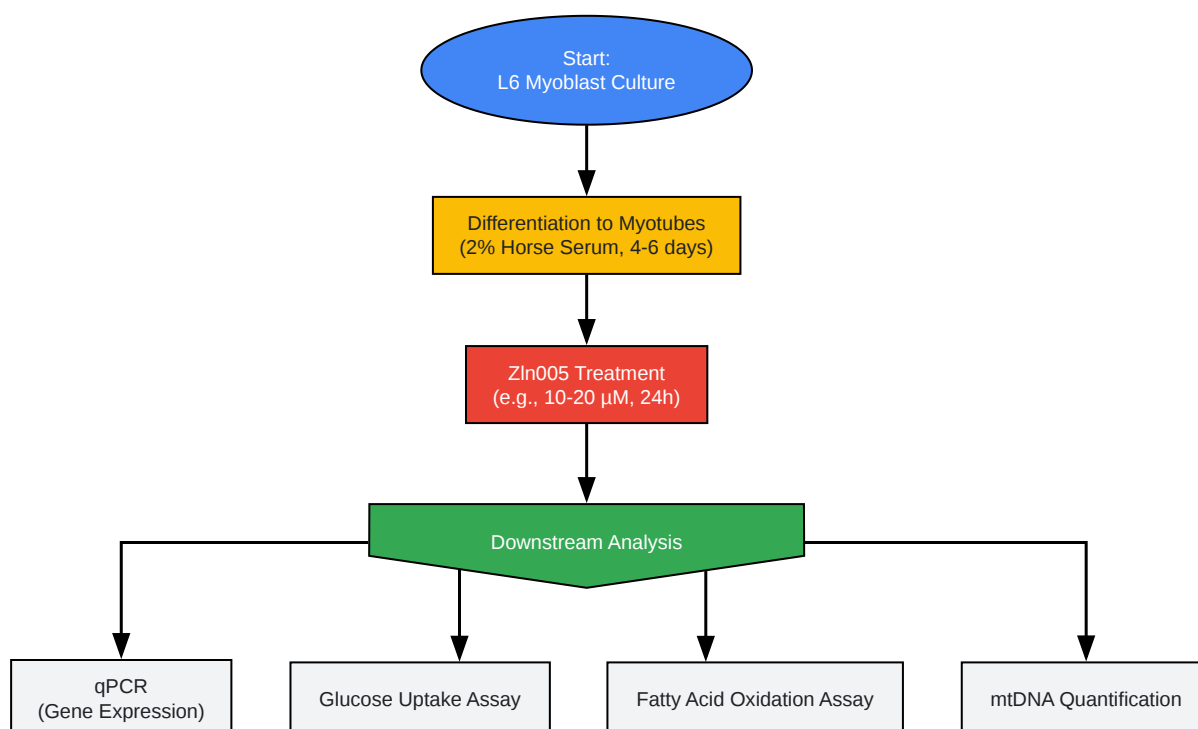 Start:
L6 Myoblast Culture
Differentiation to Myotubes
(2% Horse Serum, 4-6 days)
Zln005 Treatment
(e.g., 10-20 µM, 24h)
Downstream Analysis
qPCR
(Gene Expression)
Glucose Uptake Assay
Fatty Acid Oxidation Assay
mtDNA Quantification